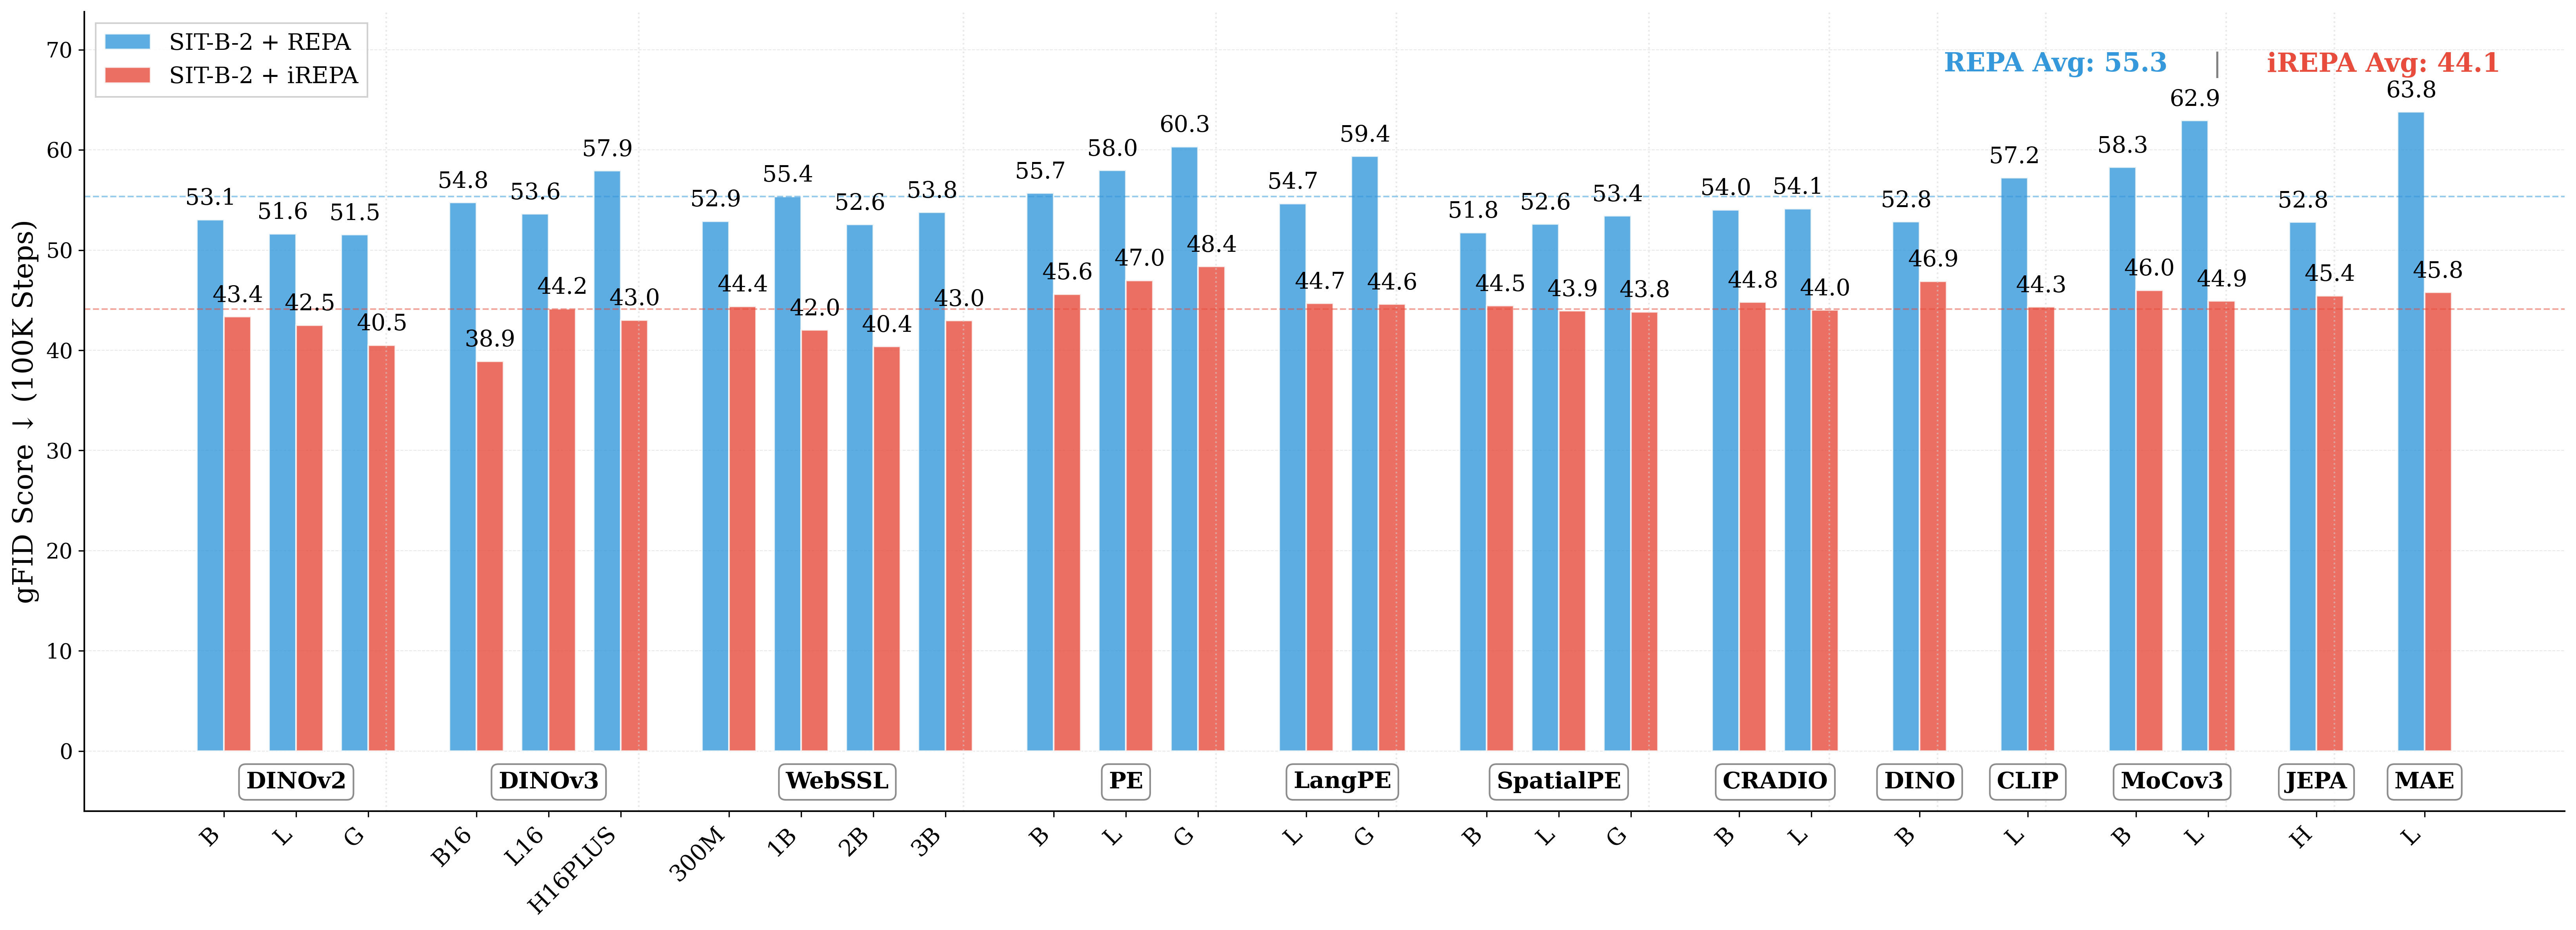 SIT-B-2 + REPA
SIT-B-2 + iREPA
REPA Avg: 55.3 | iREPA Avg: 44.1
gFID Score ↓ (100K Steps)
70
60
50
40
30
20
10
0
53.1 43.4 51.6 42.5 51.5 40.5
54.8 38.9 53.6 44.2 57.9 43.0
52.9 44.4 55.4 42.0 52.6 40.4 53.8 43.0
55.7 45.6 58.0 47.0 60.3 48.4
54.7 44.7 59.4 44.6
51.8 44.5 52.6 43.9 53.4 43.8
54.0 44.8 54.1 44.0
52.8 46.9
57.2 44.3
58.3 46.0 62.9 44.9
52.8 45.4
63.8 45.8
DINOv2 DINOv3 WebSSL PE LangPE SpatialPE CRADIO DINO CLIP MoCov3 JEPA MAE
B L G B16 L16 H16PLUS 300M 1B 2B 3B B L G L G B L G B L B L B L H L